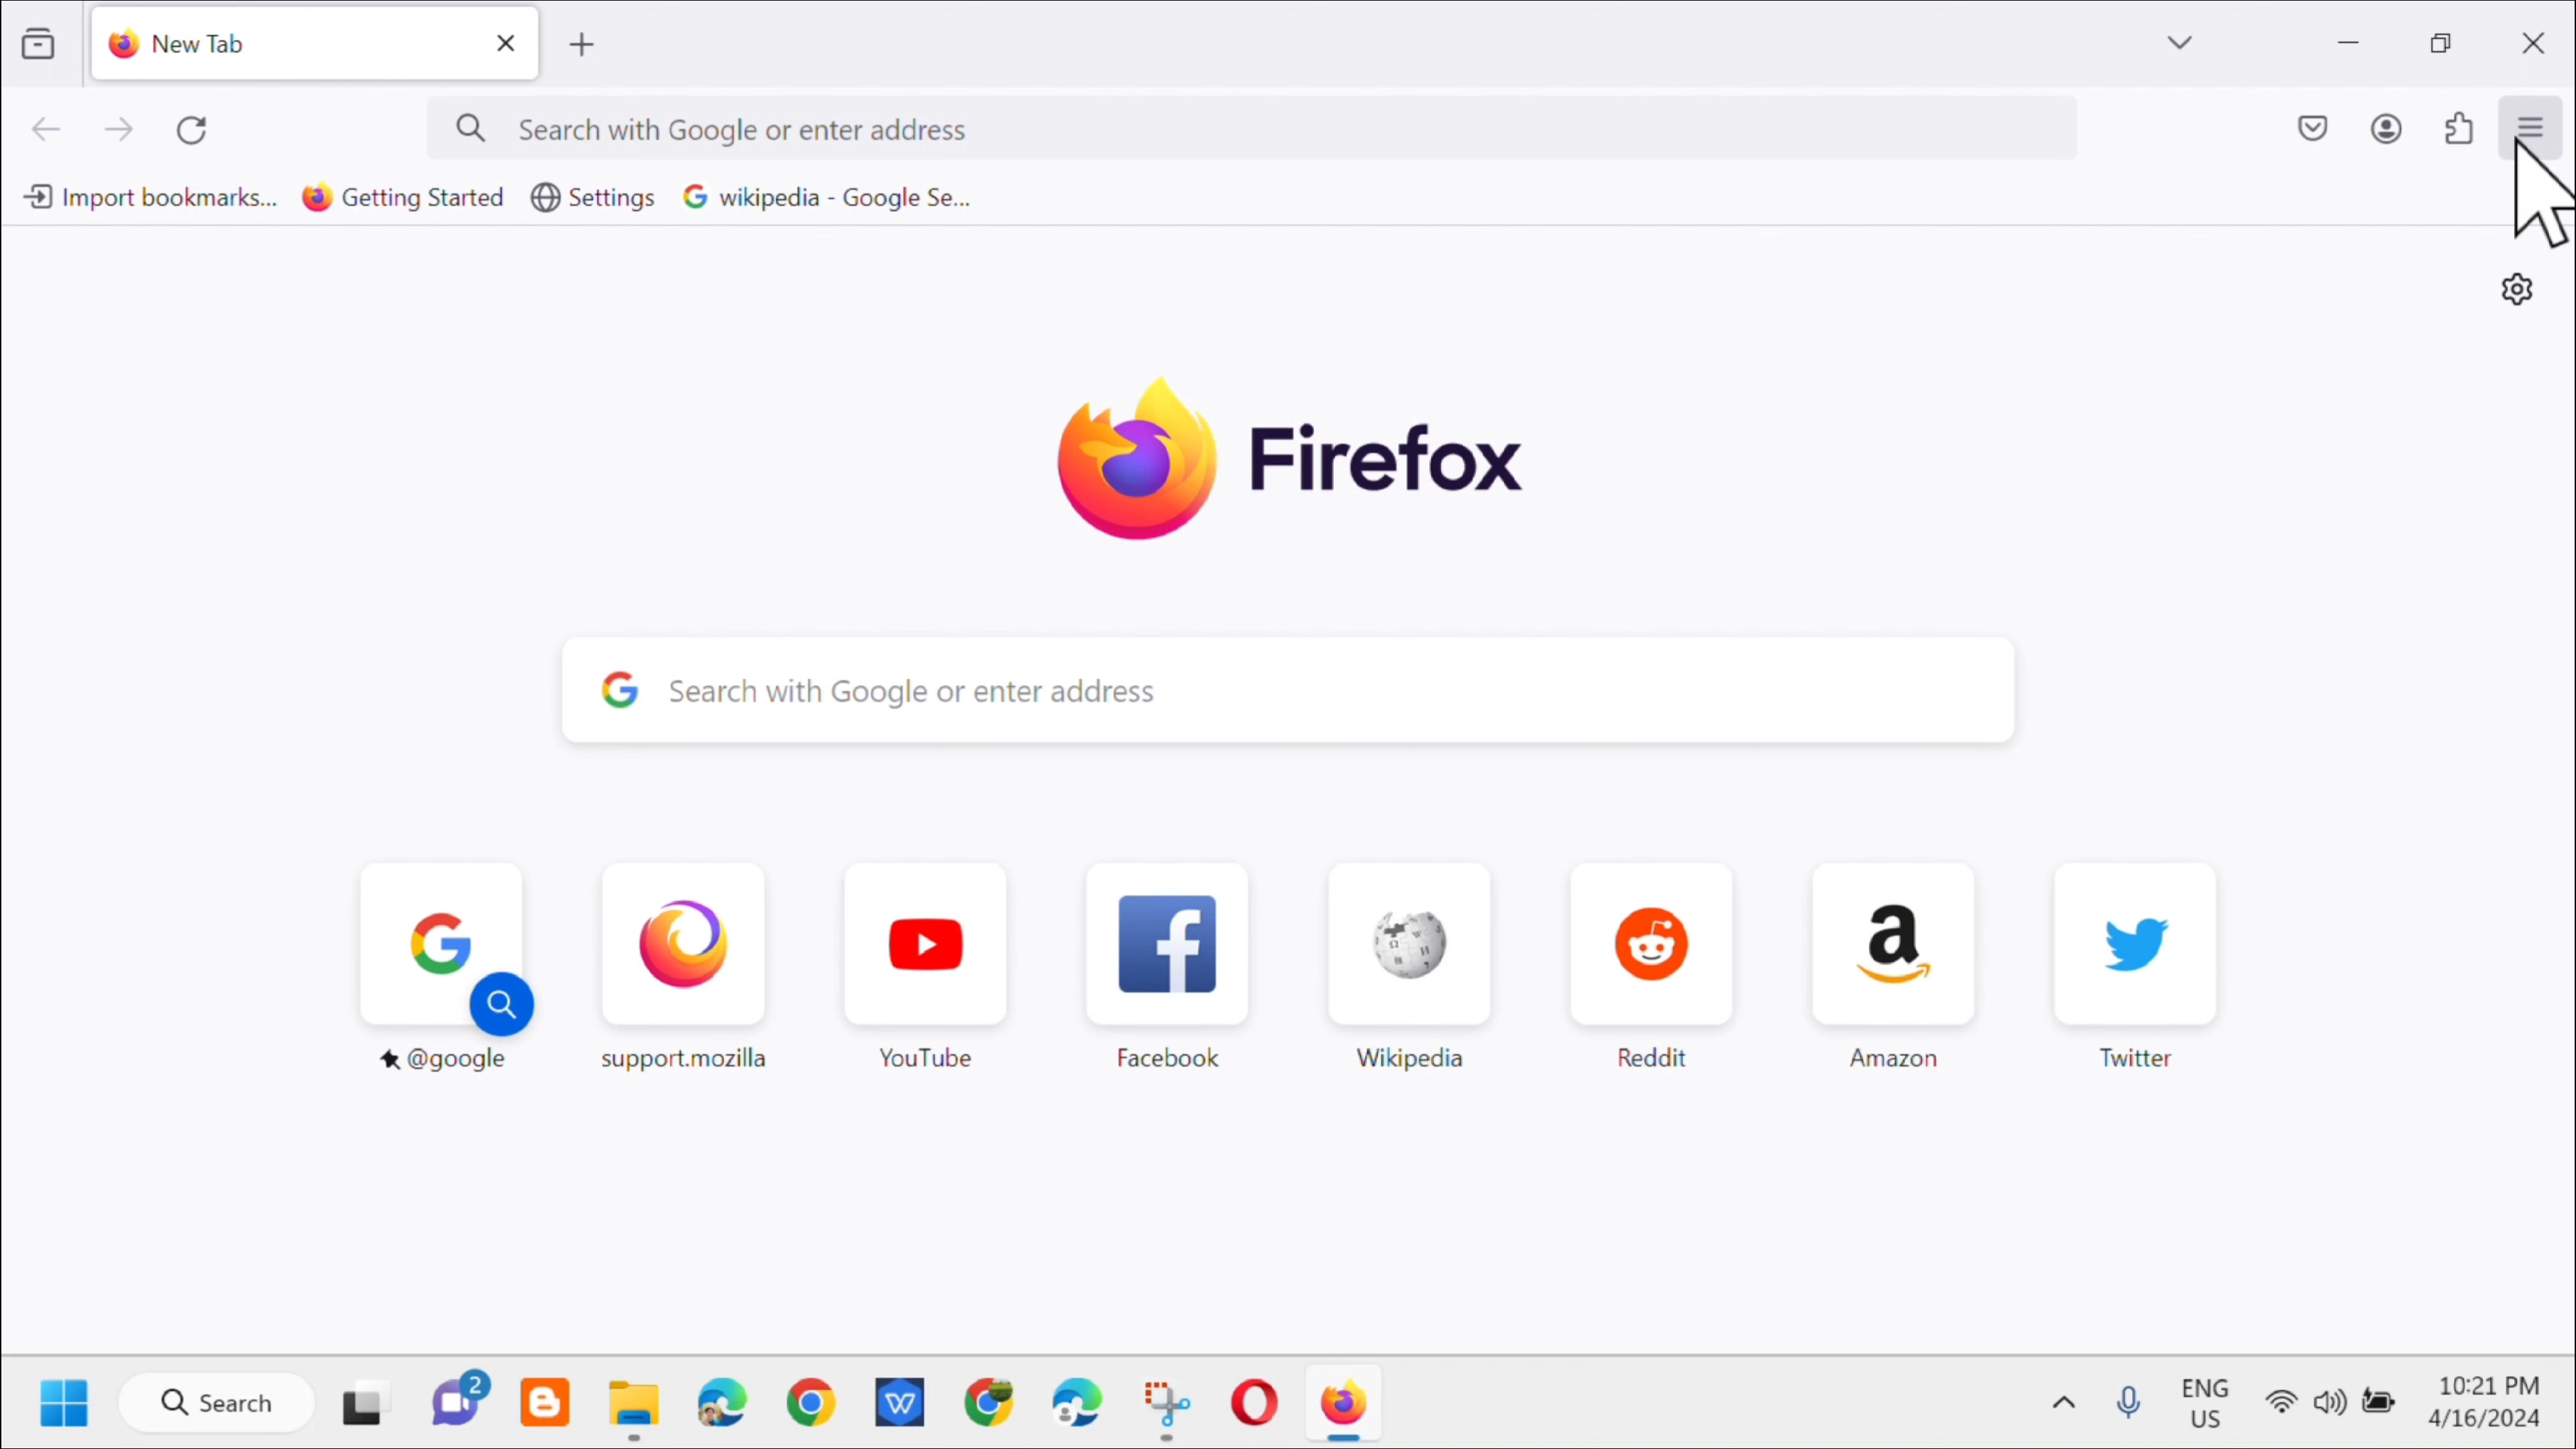 New Tab
Search with Google or enter address
Import bookmarks... Getting Started Settings wikipedia - Google Se...
Firefox
Search with Google or enter address
@google support.mozilla YouTube Facebook Wikipedia Reddit Amazon Twitter
Search 2 ENG 10:21 PM
US 4/16/2024